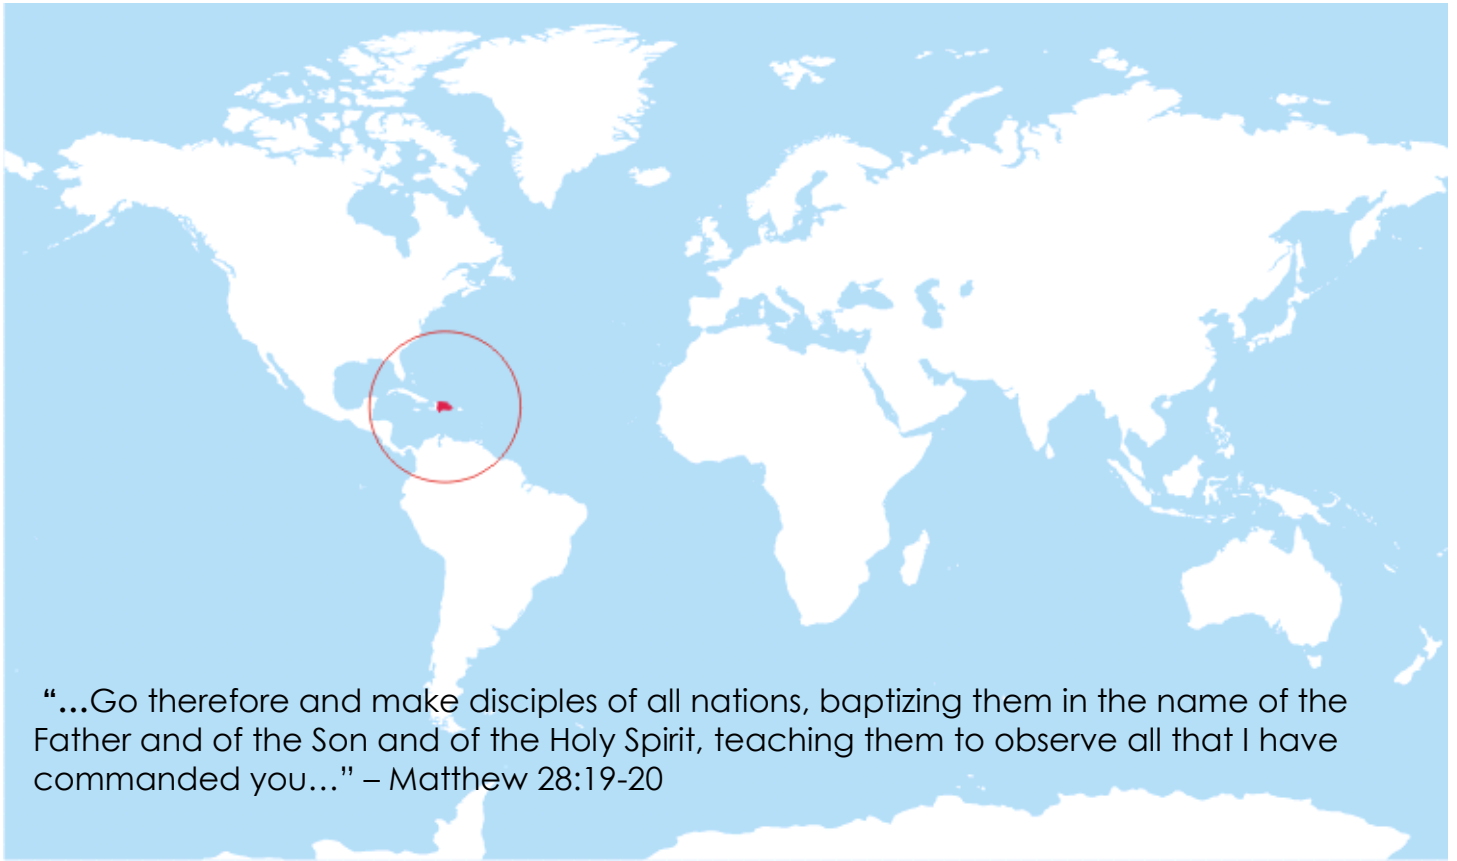 “…Go therefore and make disciples of all nations, baptizing them in the name of the
Father and of the Son and of the Holy Spirit, teaching them to observe all that I have
commanded you…” – Matthew 28:19-20